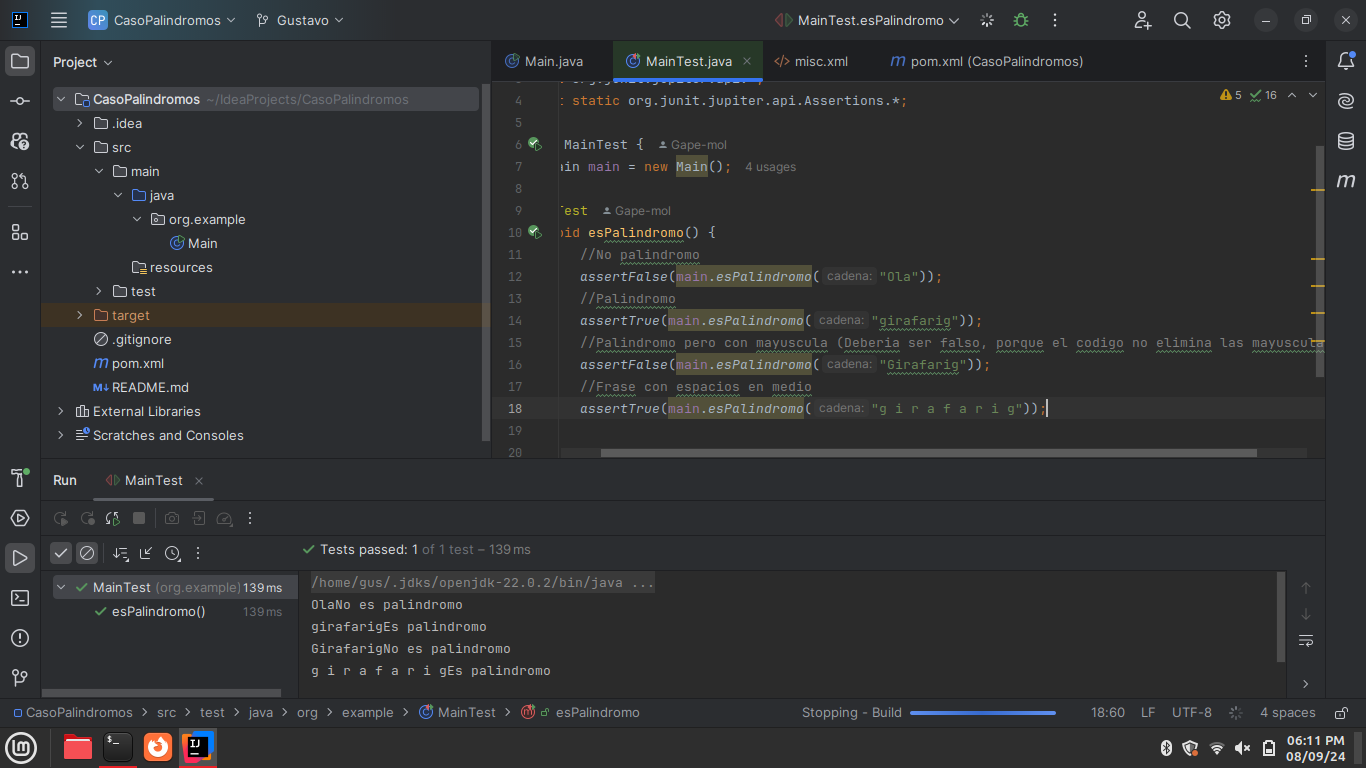 CP CasoPalindromos Gustavo MainTest.esPalindromo
Project
Main.java MainTest.java misc.xml pom.xml (CasoPalindromos)
CasoPalindromos ~/IdeaProjects/CasoPalindromos
.idea
src
main
java
org.example
Main
resources
test
target
.gitignore
pom.xml
README.md
External Libraries
Scratches and Consoles
5 16
4 t static org.junit.jupiter.api.Assertions.*;
5
6 MainTest { Gape-mol
7 ain main = new Main(); 4 usages
8
9 Test Gape-mol
10 oid esPalindromo() {
11 //No palindromo
12 assertFalse(main.esPalindromo( cadena: "Ola"));
13 //Palindromo
14 assertTrue(main.esPalindromo( cadena: "girafarig"));
15 //Palindromo pero con mayuscula (Deberia ser falso, porque el codigo no elimina las mayuscula
16 assertFalse(main.esPalindromo( cadena: "Girafarig"));
17 //Frase con espacios en medio
18 assertTrue(main.esPalindromo( cadena: "g i r a f a r i g"));
19
20
Run MainTest
Tests passed: 1 of 1 test – 139 ms
MainTest (org.example) 139 ms
esPalindromo() 139 ms
/home/gus/.jdks/openjdk-22.0.2/bin/java ...
OlaNo es palindromo
girafarigEs palindromo
GirafarigNo es palindromo
g i r a f a r i gEs palindromo
CasoPalindromos > src > test > java > org > example > MainTest > esPalindromo
Stopping - Build 18:60 LF UTF-8 4 spaces
06:11 PM
08/09/24